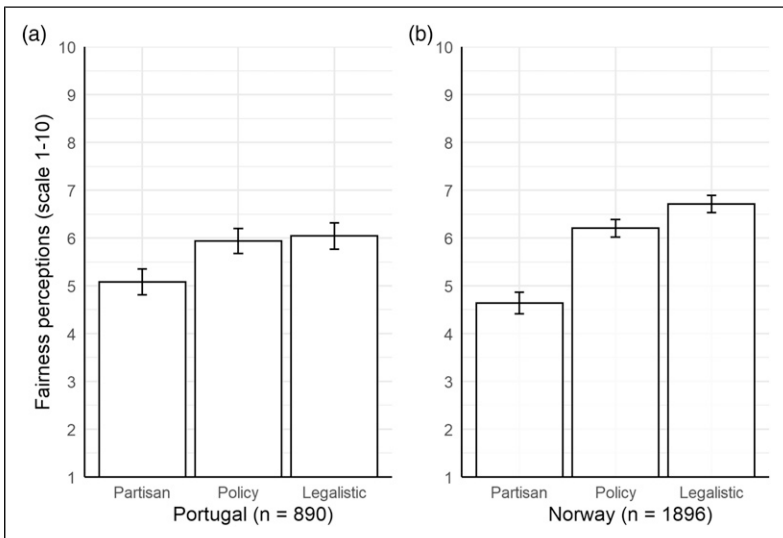 (a)
Fairness perceptions (scale 1-10)
10
9
8
7
6
5
4
3
2
1
Partisan Policy Legalistic
Portugal (n = 890)
(b)
10
9
8
7
6
5
4
3
2
1
Partisan Policy Legalistic
Norway (n = 1896)